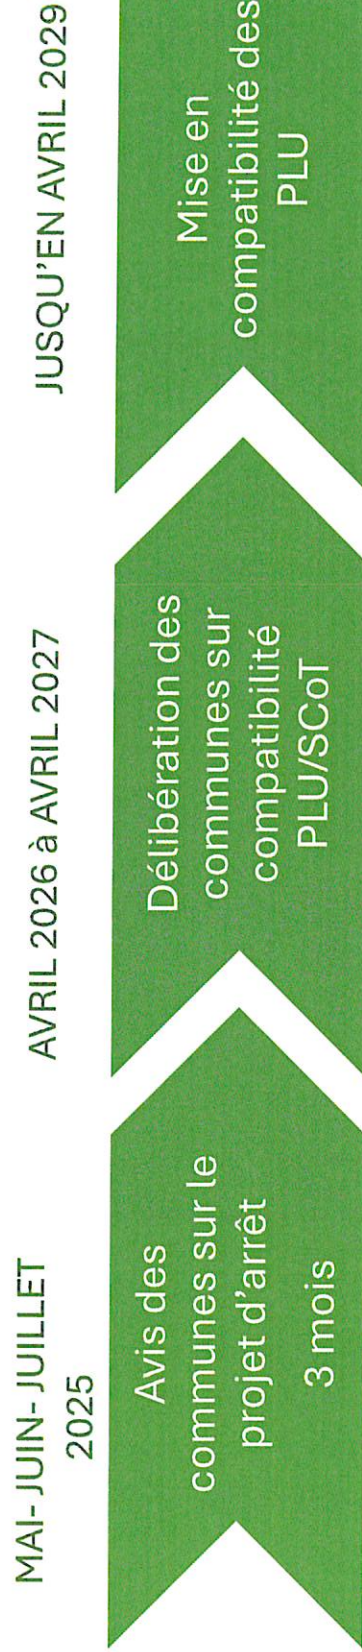 MAI- JUIN- JUILLET
2025
Avis des
communes sur le
projet d'arrêt
3 mois
AVRIL 2026 à AVRIL 2027
Délibération des
communes sur
compatibilité
PLU/SCoT
JUSQU'EN AVRIL 2029
Mise en
compatibilité des
PLU